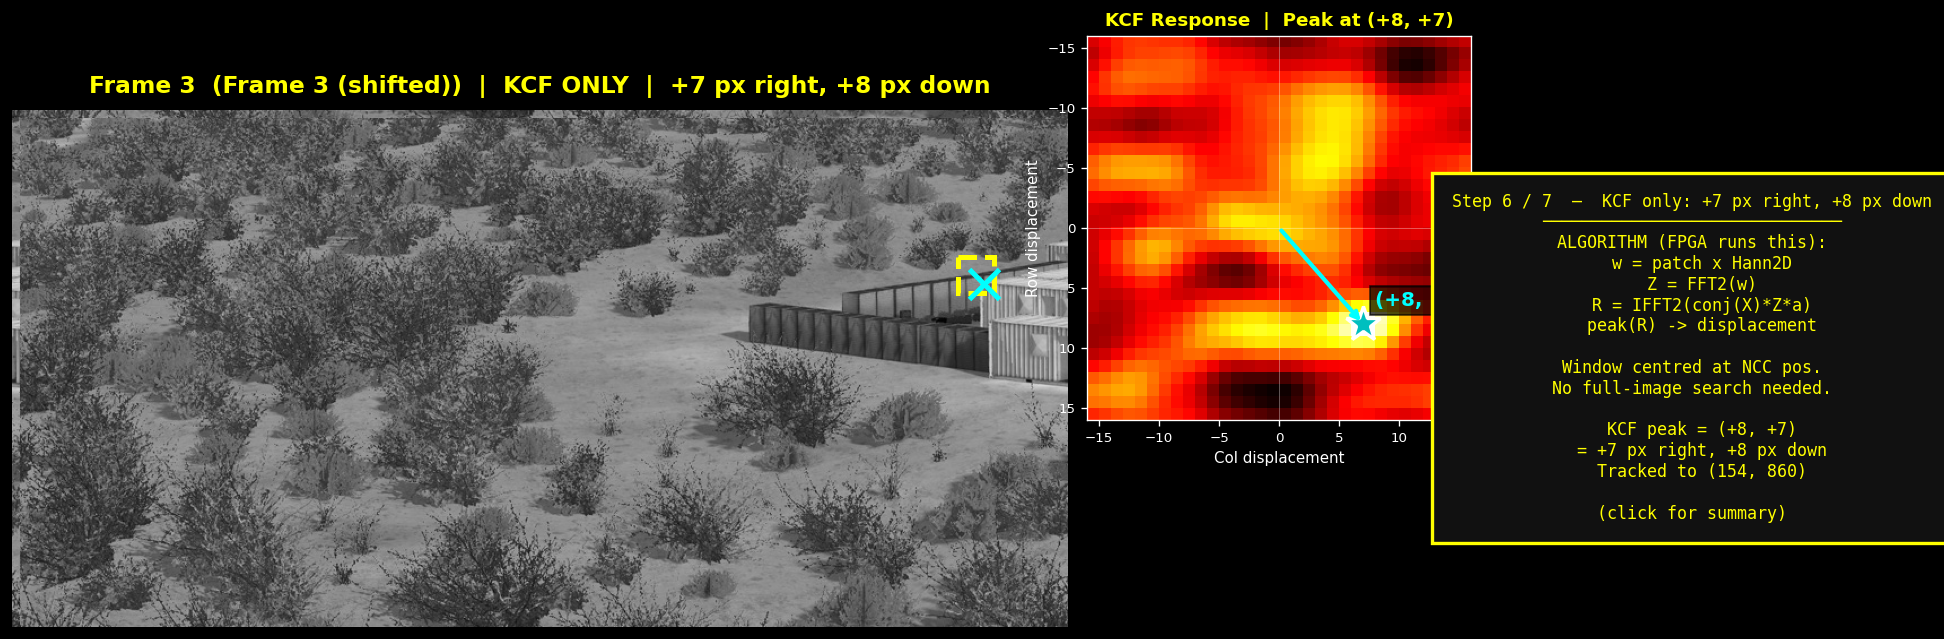 Frame 3  (Frame 3 (shifted))  |  KCF ONLY  |  +7 px right, +8 px down
KCF Response  |  Peak at (+8, +7)
Row displacement
−15
−10
−5
0
5
10
15
(+8,
−15
−10
−5
0
5
10
Col displacement
Step 6 / 7  —  KCF only: +7 px right, +8 px down
ALGORITHM (FPGA runs this):
w = patch x Hann2D
Z = FFT2(w)
R = IFFT2(conj(X)*Z*a)
peak(R) -> displacement
Window centred at NCC pos.
No full-image search needed.
KCF peak = (+8, +7)
= +7 px right, +8 px down
Tracked to (154, 860)
(click for summary)